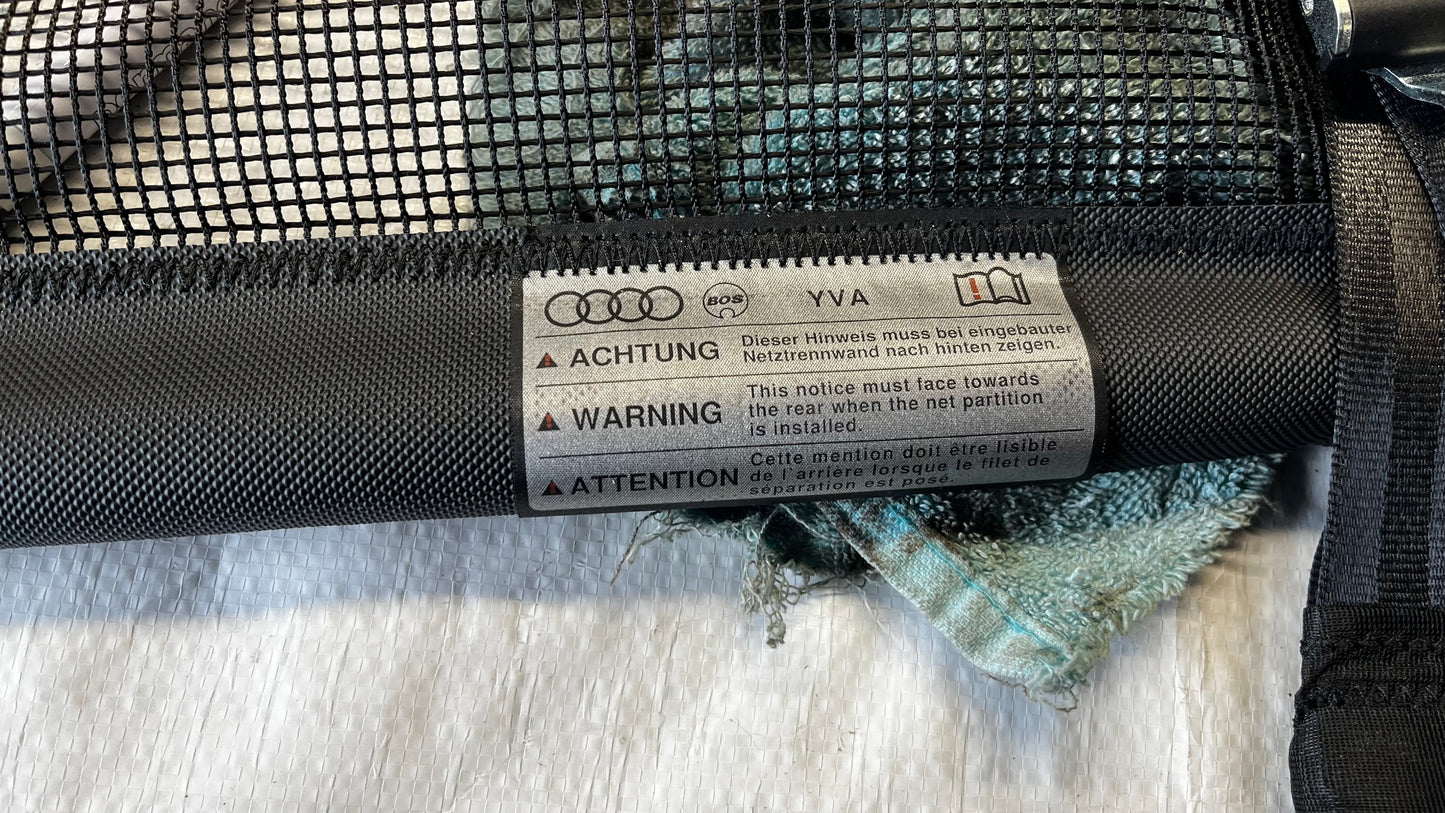 BOS YVA
ACHTUNG Dieser Hinweis muss bei eingebauter
Netztrennwand nach hinten zeigen.
WARNING This notice must face towards
the rear when the net partition
is installed.
ATTENTION Cette mention doit être lisible
de l'arrière lorsque le filet de
séparation est posé.